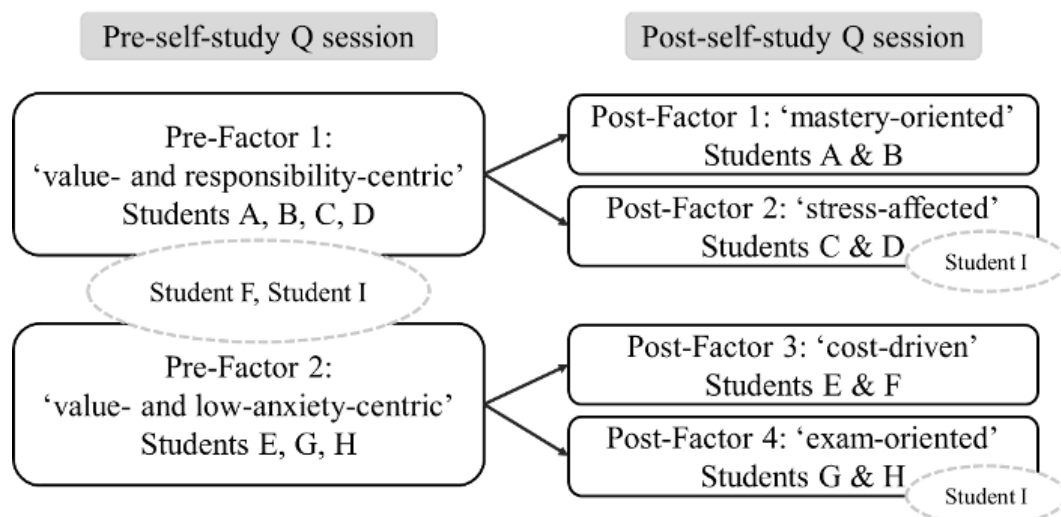 Pre-self-study Q session
Post-self-study Q session
Pre-Factor 1:
‘value- and responsibility-centric’
Students A, B, C, D
Student F, Student I
Pre-Factor 2:
‘value- and low-anxiety-centric’
Students E, G, H
Post-Factor 1: ‘mastery-oriented’
Students A & B
Post-Factor 2: ‘stress-affected’
Students C & D
Student I
Post-Factor 3: ‘cost-driven’
Students E & F
Post-Factor 4: ‘exam-oriented’
Students G & H
Student I